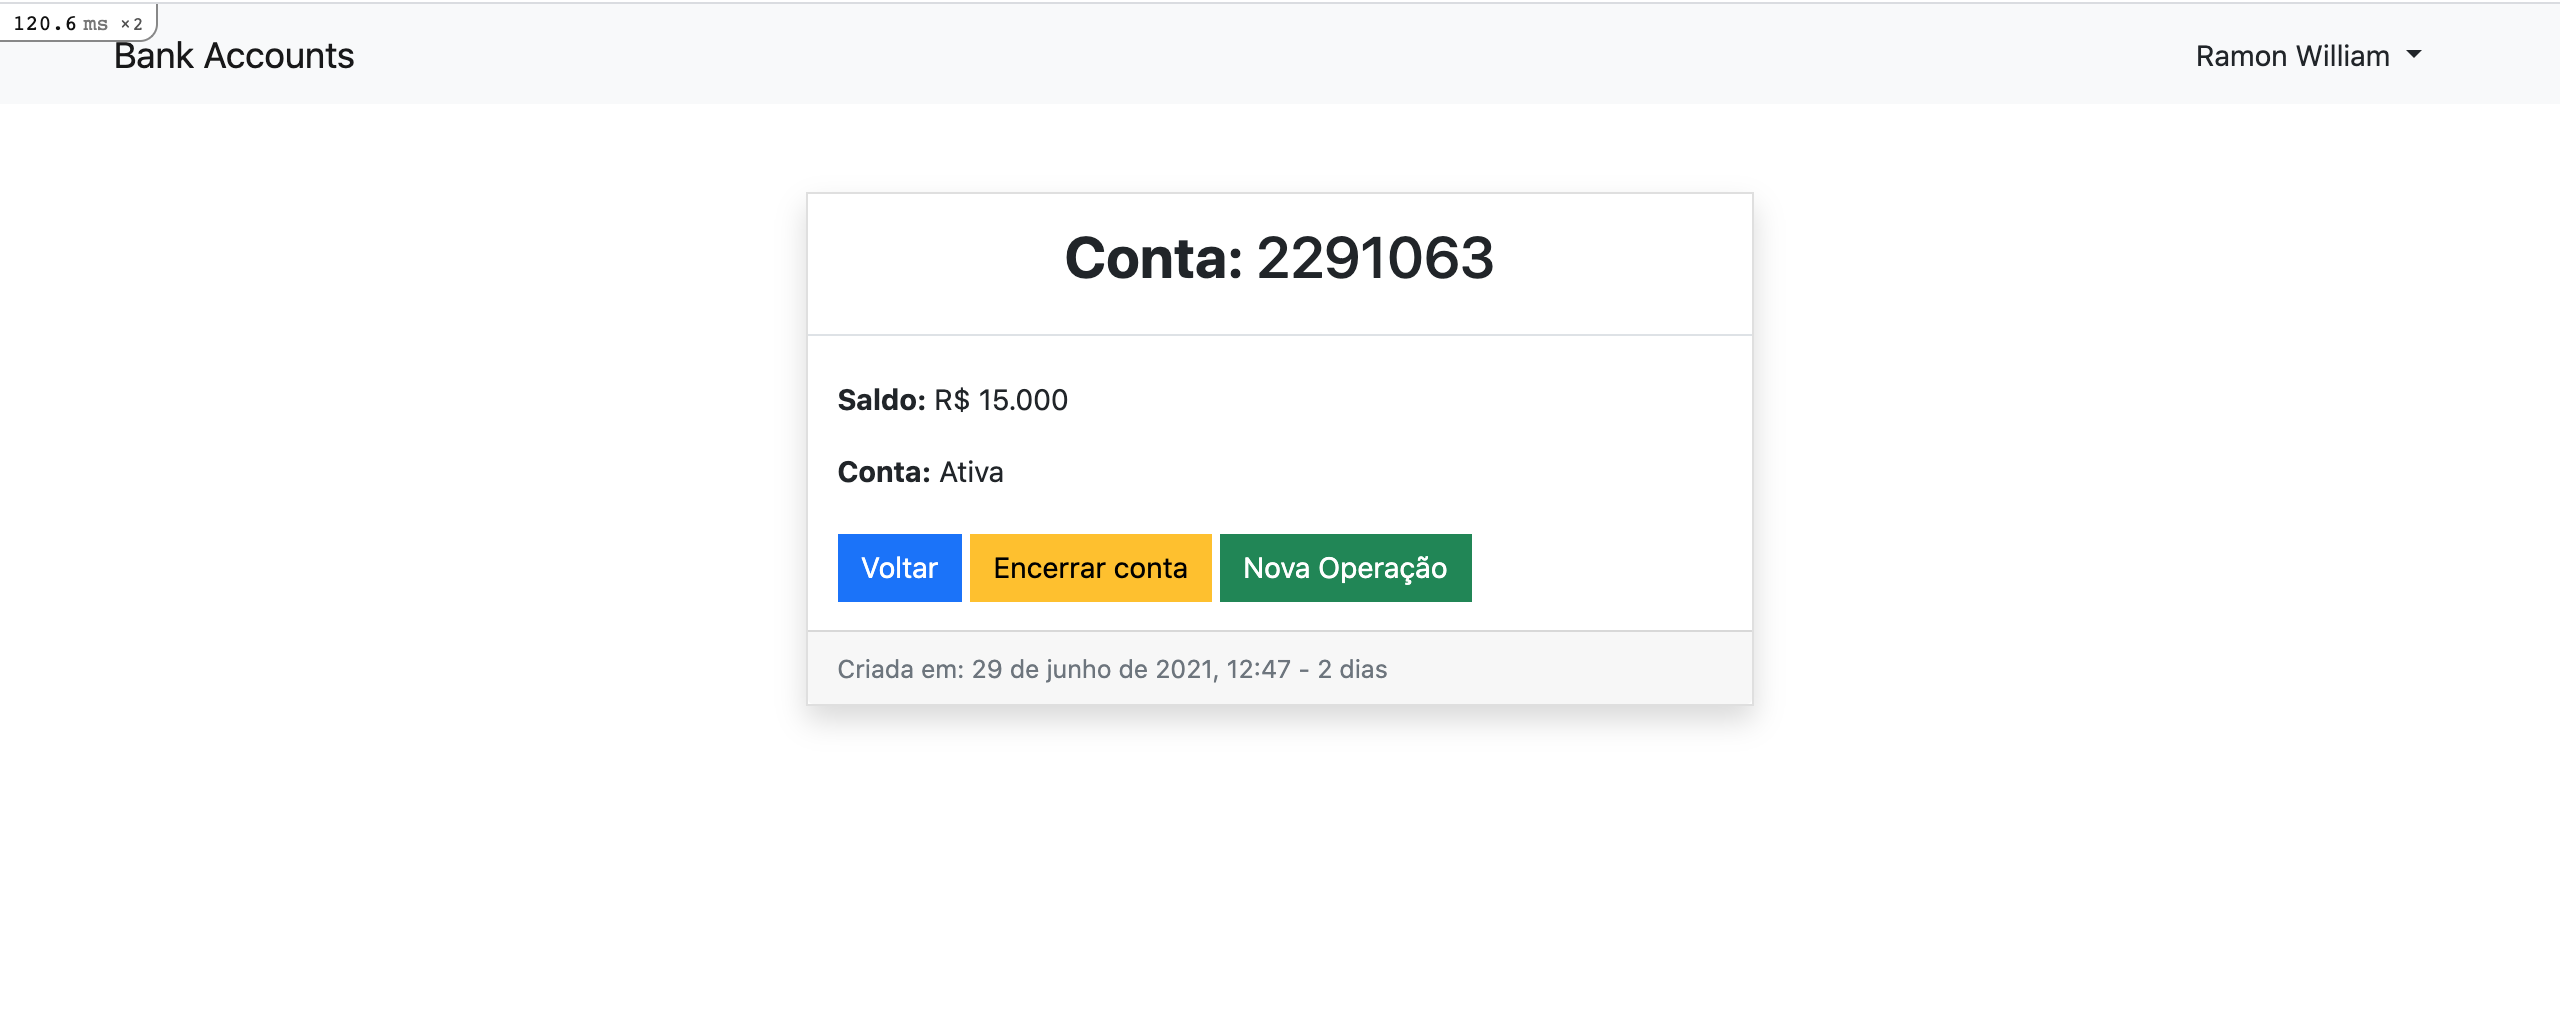 120.6 ms ×2
Bank Accounts
Ramon William
Conta: 2291063
Saldo: R$ 15.000
Conta: Ativa
Voltar Encerrar conta Nova Operação
Criada em: 29 de junho de 2021, 12:47 - 2 dias